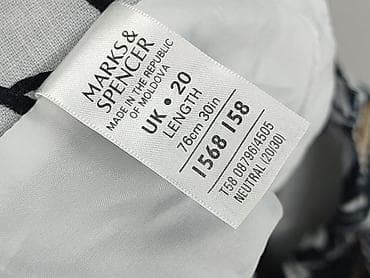 MARKS&
SPENCER
MADE IN THE REPUBLIC
OF MOLDOVA
UK • 20
LENGTH
76cm 30in
1568 158
T58 08796/4505
NEUTRAL (20/30)